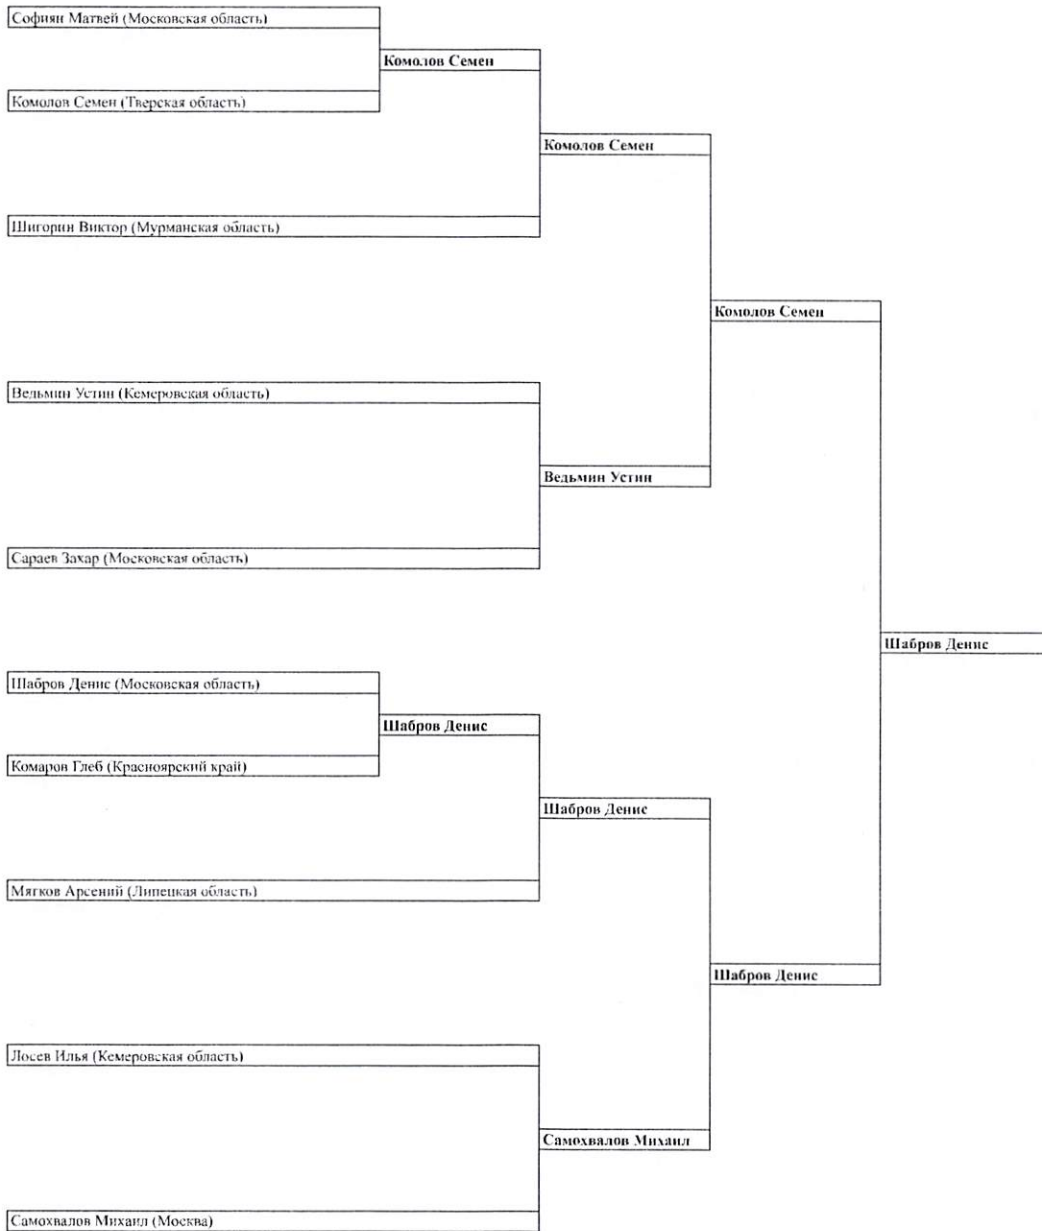 Софиян Матвей (Московская область)
Комолов Семен
Комолов Семен (Тверская область)
Комолов Семен
Шигорин Виктор (Мурманская область)
Комолов Семен
Ведьмин Устин (Кемеровская область)
Ведьмин Устин
Сараев Захар (Московская область)
Шабров Денис
Шабров Денис (Московская область)
Шабров Денис
Комаров Глеб (Красноярский край)
Шабров Денис
Мягков Арсений (Липецкая область)
Шабров Денис
Лосев Илья (Кемеровская область)
Самохвалов Михаил
Самохвалов Михаил (Москва)